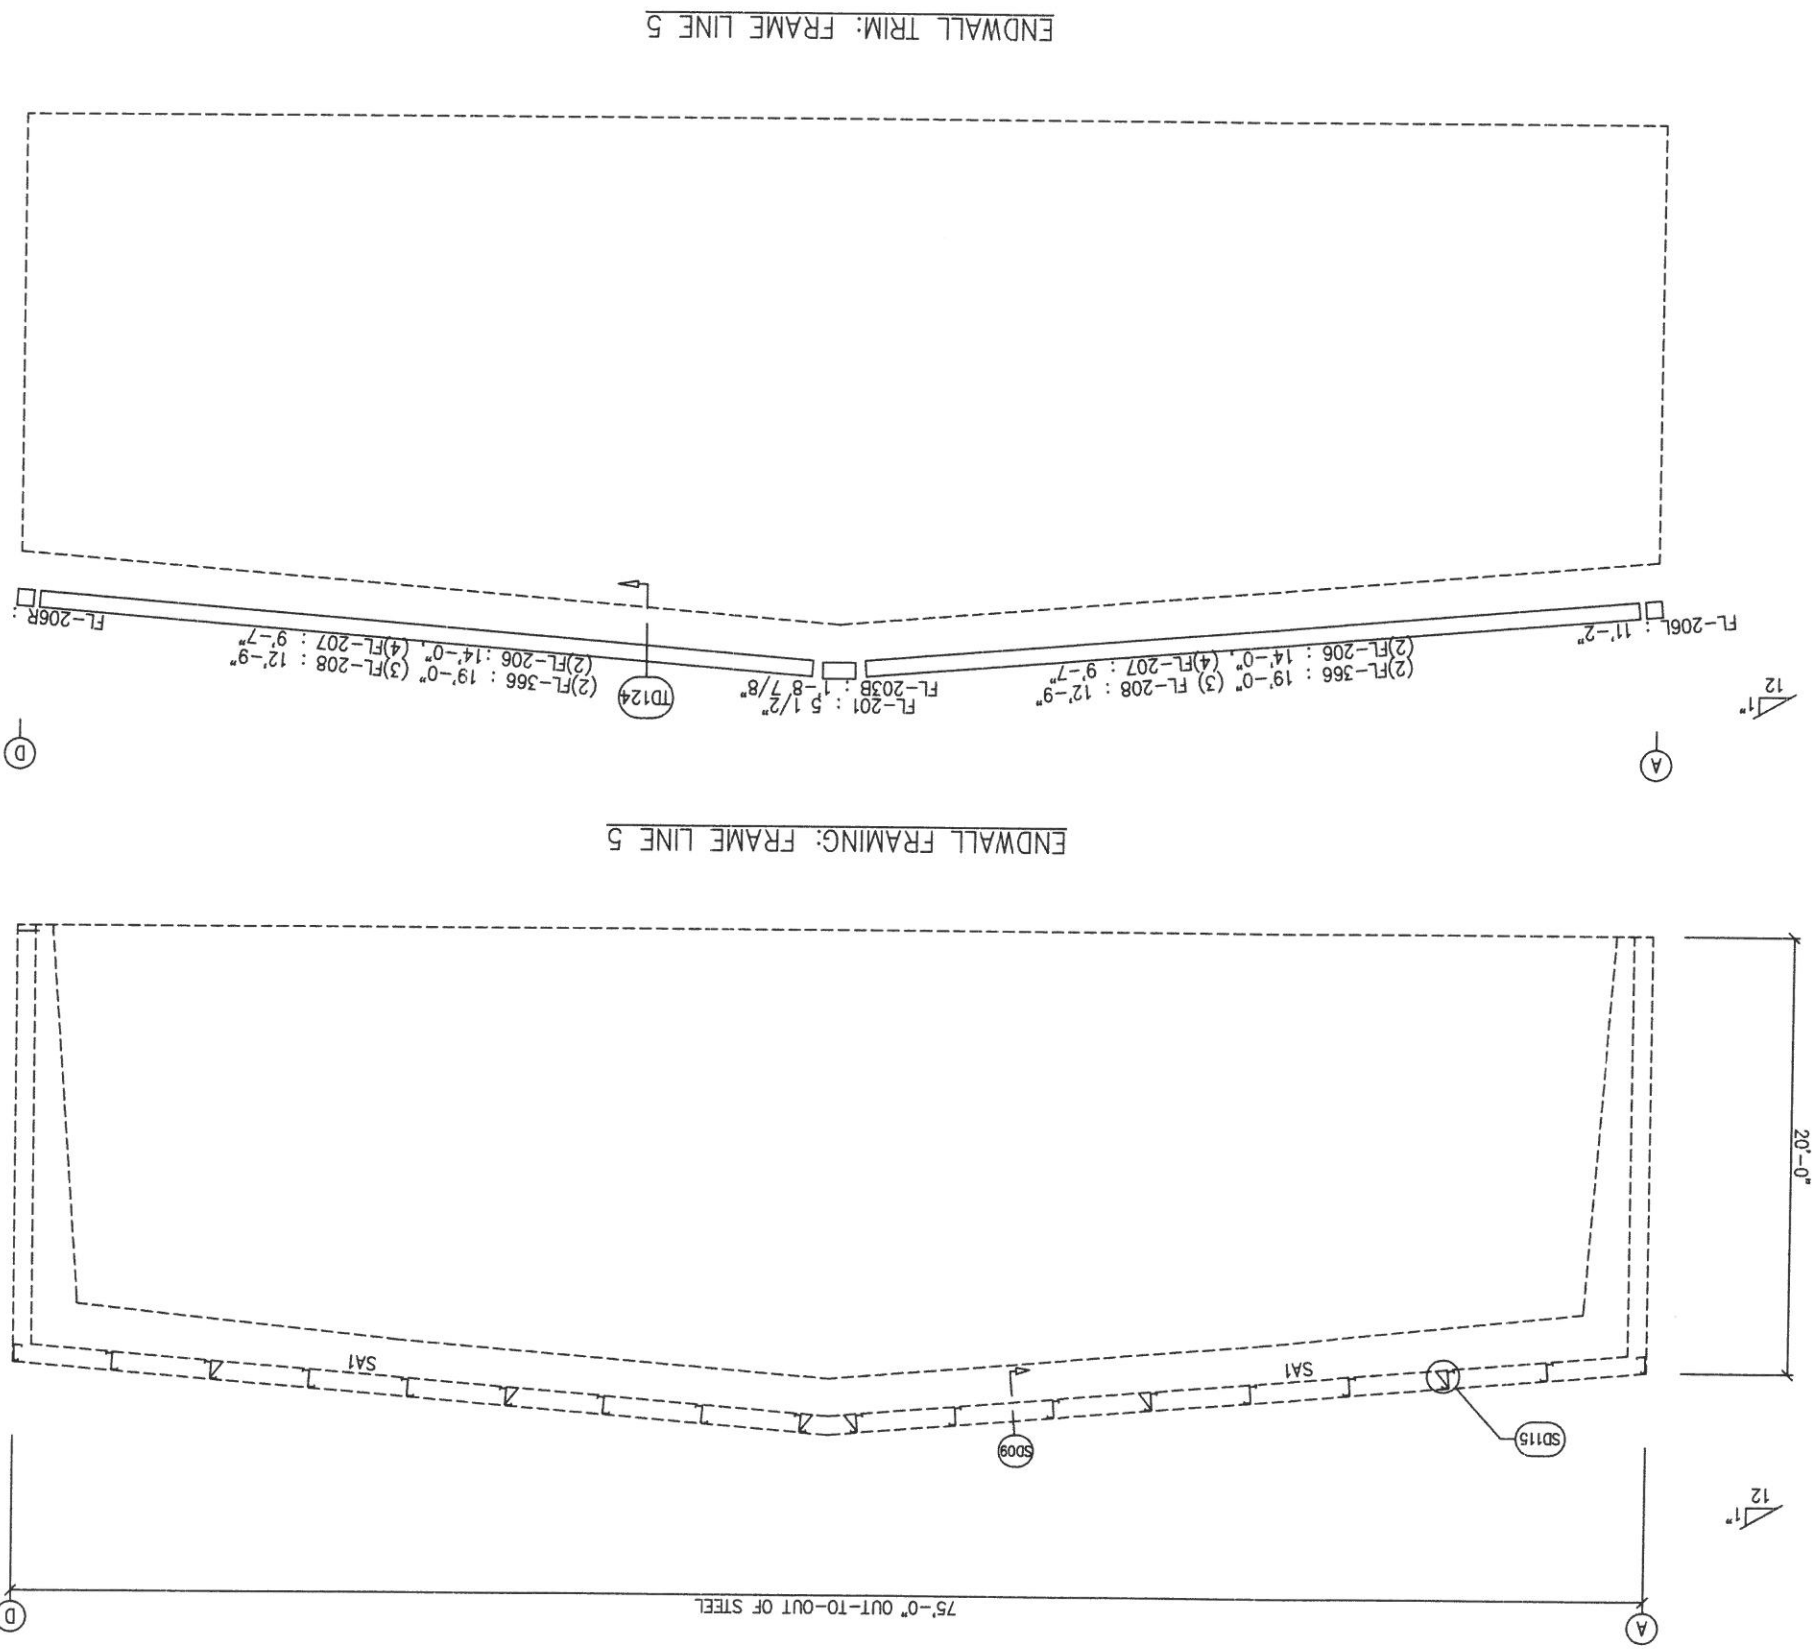 A
75'-0" OUT-TO-OUT OF STEEL
D
1"
12
SD115
SD09
SA1
SA1
20'-0"
ENDWALL FRAMING: FRAME LINE 5
A
D
1"
12
(2)FL-366 : 19'-0" (3) FL-208 : 12'-9"
(2)FL-206 : 14'-0", (4)FL-207 : 9'-7"
FL-206L : 11'-2"
FL-201 : 5 1/2"
FL-203B : 1'-8 7/8"
TD124
(2)FL-366 : 19'-0" (3)FL-208 : 12'-9"
(2)FL-206 : 14'-0", (4)FL-207 : 9'-7"
FL-206R :
ENDWALL TRIM: FRAME LINE 5